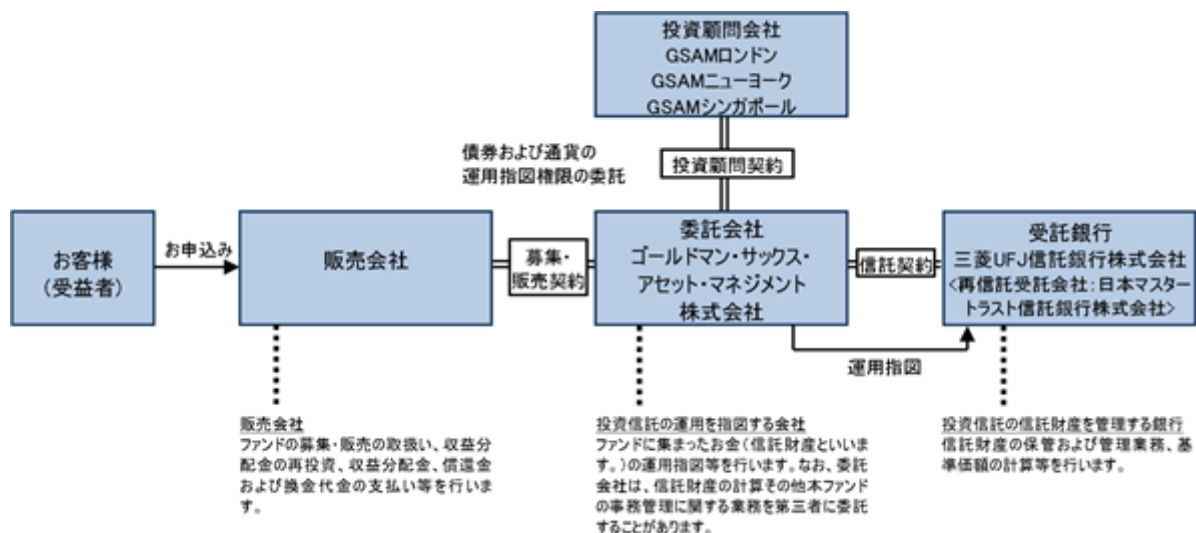 投資顧問会社
GSAMロンドン
GSAMニューヨーク
GSAMシンガポール
債券および通貨の
運用指図権限の委託
投資顧問契約
お客様
(受益者)
お申込み
販売会社
募集・
販売契約
委託会社
ゴールドマン・サックス・
アセット・マネジメント
株式会社
信託契約
受託銀行
三菱UFJ信託銀行株式会社
<再信託受託会社:日本マスター
トラスト信託銀行株式会社>
運用指図
販売会社
ファンドの募集・販売の取扱い、収益分
配金の再投資、収益分配金、償還金
および換金代金の支払い等を行いま
す。
投資信託の運用を指図する会社
ファンドに集まったお金(信託財産といいま
す。)の運用指図等を行います。なお、委託
会社は、信託財産の計算その他本ファンド
の事務管理に関する業務を第三者に委託
することがあります。
投資信託の信託財産を管理する銀行
信託財産の保管および管理業務、基
準価額の計算等を行います。